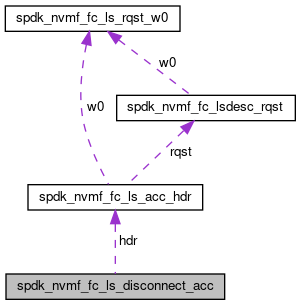 spdk_nvmf_fc_ls_rqst_w0
w0
spdk_nvmf_fc_lsdesc_rqst
w0
rqst
spdk_nvmf_fc_ls_acc_hdr
hdr
spdk_nvmf_fc_ls_disconnect_acc